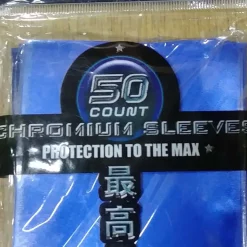 50
COUNT
CHROMIUM SLEEVES
PROTECTION TO THE MAX
最
高